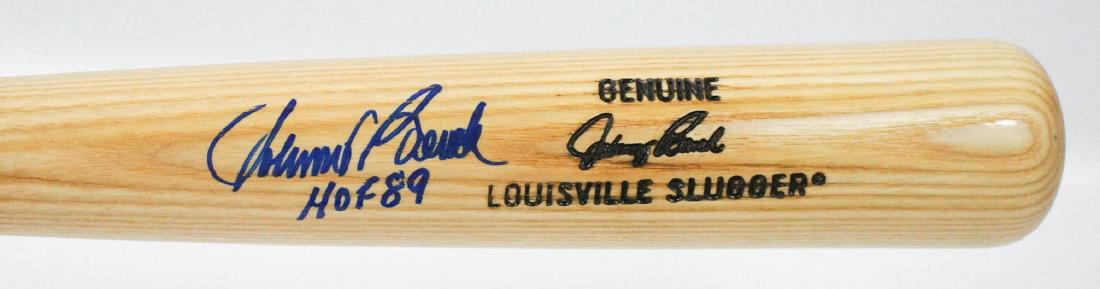 Johnny Bench
HOF 89
GENUINE
Johnny Bench
LOUISVILLE SLUGGER®